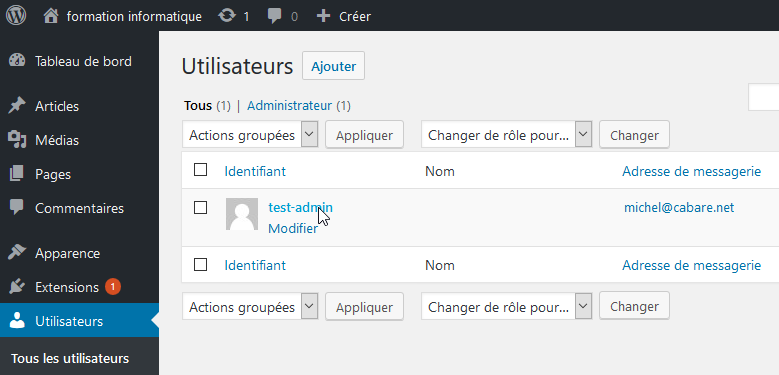 formation informatique 1 0 + Créer
Tableau de bord
Articles
Médias
Pages
Commentaires
Apparence
Extensions 1
Utilisateurs
Tous les utilisateurs
Utilisateurs Ajouter
Tous (1) | Administrateur (1)
Actions groupées Appliquer Changer de rôle pour... Changer
Identifiant Nom Adresse de messagerie
test-admin michel@cabare.net
Modifier
Identifiant Nom Adresse de messagerie
Actions groupées Appliquer Changer de rôle pour... Changer